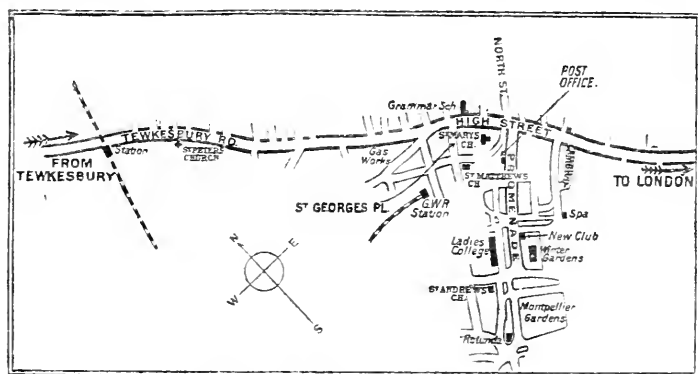 NORTH ST.
POST
OFFICE.
Grammar Sch.
HIGH STREET
TEWKESBURY RD.
Station
ST PETERS
CHURCH
Gas
Works
ST MARYS
CH.
FROM
TEWKESBURY
ST MATTHEWS
CH
PROMENADE
TO LONDON
ST GEORGES PL.
G.W.R
Station
Spa
New Club
Ladies
College
Winter
Gardens
N
E
W
S
ST ANDREWS
CH.
Montpellier
Gardens
Rotunda